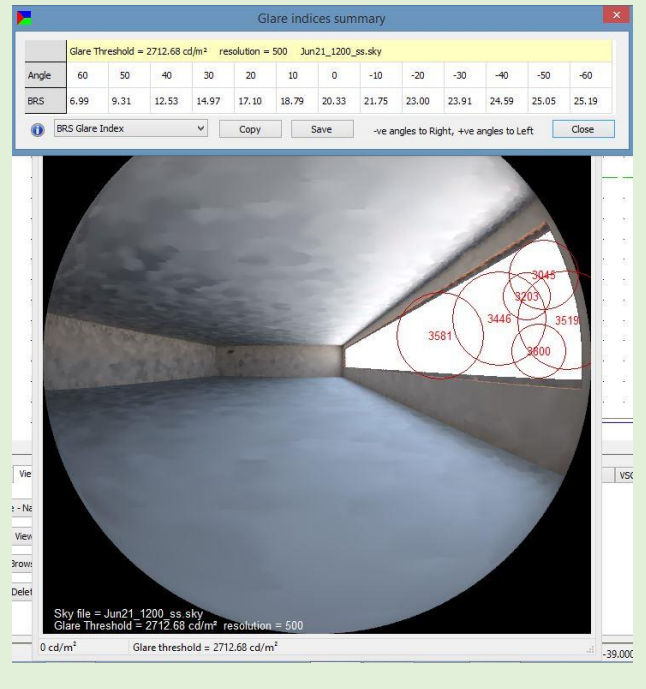 Glare indices summary
Glare Threshold = 2712.68 cd/m² resolution = 500 Jun21_1200_ss.sky
Angle 60 50 40 30 20 10 0 -10 -20 -30 -40 -50 -60
BRS 6.99 9.31 12.53 14.97 17.10 18.79 20.33 21.75 23.00 23.91 24.59 25.05 25.19
BRS Glare Index Copy Save -ve angles to Right, +ve angles to Left Close
3045
3203
3446 3519
3581
3800
Vie VSC
e - Na
View
Brows
Delet
Sky file = Jun21_1200_ss.sky
Glare Threshold = 2712.68 cd/m² resolution = 500
0 cd/m² Glare threshold = 2712.68 cd/m² -39.000